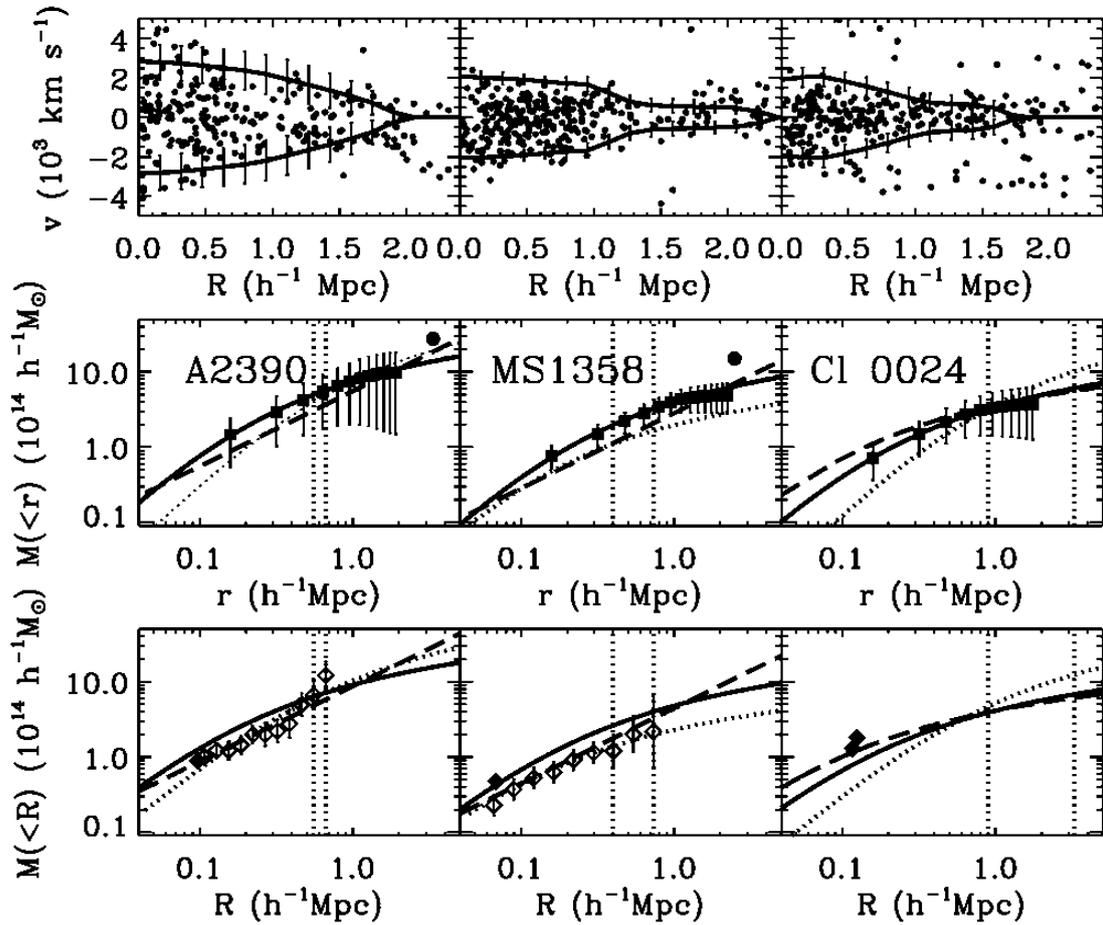 v (10³ km s⁻¹)
4
2
0
−2
−4
0.0 0.5 1.0 1.5 2.0 0.0 0.5 1.0 1.5 2.0 0.0 0.5 1.0 1.5 2.0
R (h⁻¹ Mpc) R (h⁻¹ Mpc) R (h⁻¹ Mpc)
M(<r) (10¹⁴ h⁻¹M☉)
10.0
1.0
0.1
A2390 MS1358 Cl 0024
0.1 1.0 0.1 1.0 0.1 1.0
r (h⁻¹Mpc) r (h⁻¹Mpc) r (h⁻¹Mpc)
M(<R) (10¹⁴ h⁻¹M☉)
10.0
1.0
0.1
0.1 1.0 0.1 1.0 0.1 1.0
R (h⁻¹Mpc) R (h⁻¹Mpc) R (h⁻¹Mpc)